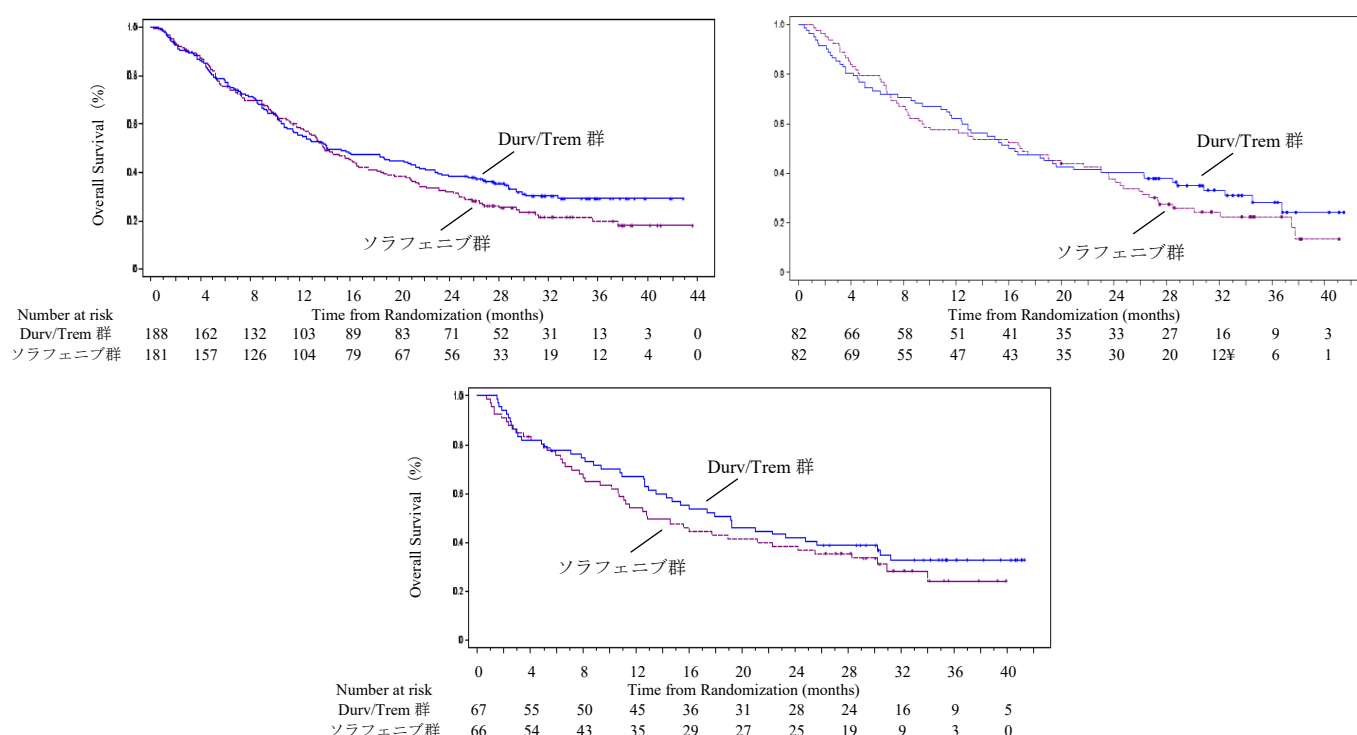 1.0
0.8
0.6
0.4
0.2
0
Overall Survival (%)
Durv/Trem 群
ソラフェニブ群
0 4 8 12 16 20 24 28 32 36 40 44
Number at risk
Time from Randomization (months)
Durv/Trem 群 188 162 132 103 89 83 71 52 31 13 3 0
ソラフェニブ群 181 157 126 104 79 67 56 33 19 12 4 0
1.0
0.8
0.6
0.4
0.2
0
Durv/Trem 群
ソラフェニブ群
0 4 8 12 16 20 24 28 32 36 40
Time from Randomization (months)
82 66 58 51 41 35 33 27 16 9 3
82 69 55 47 43 35 30 20 12¥ 6 1
1.0
0.8
0.6
0.4
0.2
0
Overall Survival (%)
Durv/Trem 群
ソラフェニブ群
0 4 8 12 16 20 24 28 32 36 40
Number at risk
Time from Randomization (months)
Durv/Trem 群 67 55 50 45 36 31 28 24 16 9 5
ソラフェニブ群 66 54 43 35 29 27 25 19 9 3 0